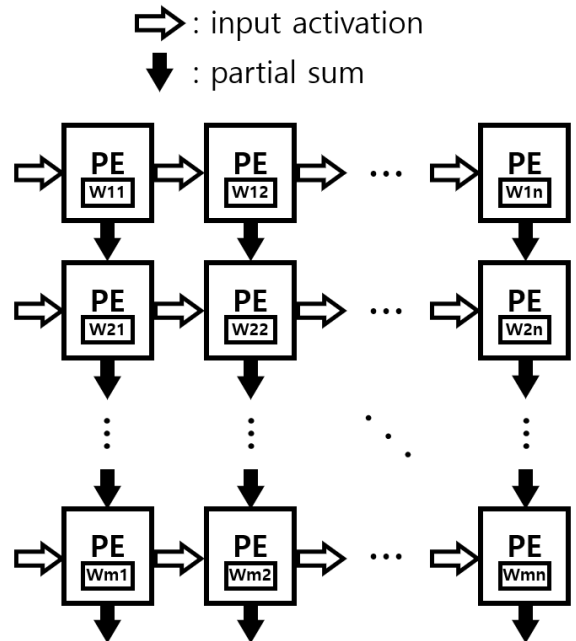 : input activation
: partial sum
PE PE ... PE
W11 W12 W1n
PE PE ... PE
W21 W22 W2n
PE PE ... PE
Wm1 Wm2 Wmn